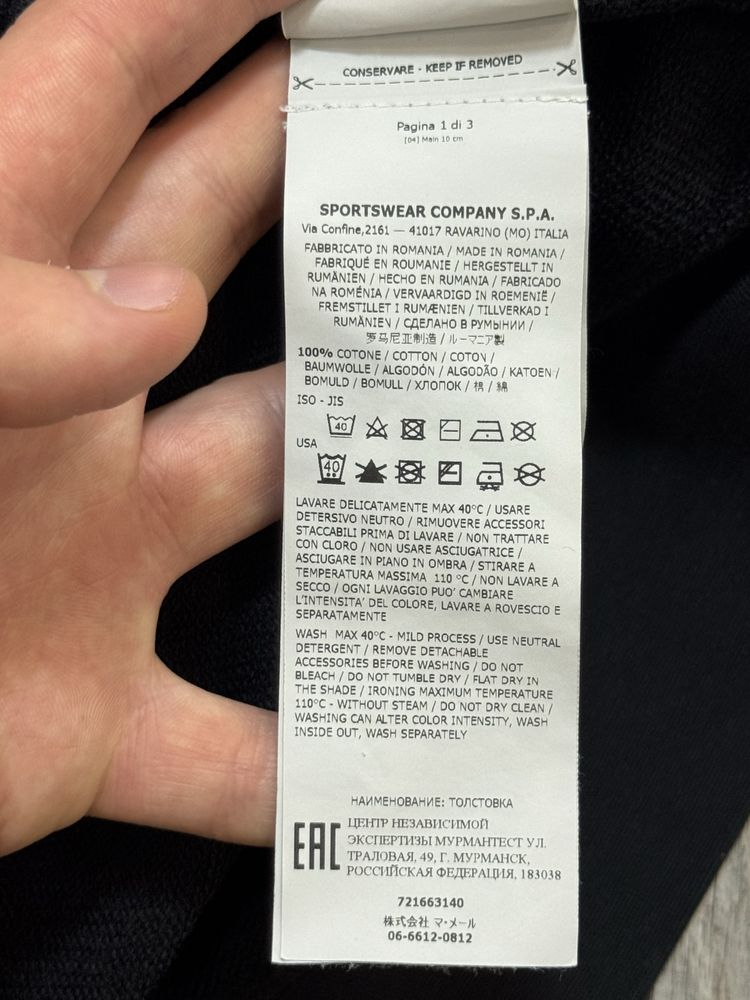 CONSERVARE - KEEP IF REMOVED
Pagina 1 di 3
[04] Main 10 cm
SPORTSWEAR COMPANY S.P.A.
Via Confine,2161 — 41017 RAVARINO (MO) ITALIA
FABBRICATO IN ROMANIA / MADE IN ROMANIA /
FABRIQUÉ EN ROUMANIE / HERGESTELLT IN
RUMÄNIEN / HECHO EN RUMANIA / FABRICADO
NA ROMÉNIA / VERVAARDIGD IN ROEMENIË /
FREMSTILLET I RUMÆNIEN / TILLVERKAD I
RUMÄNIEN / СДЕЛАНО В РУМЫНИИ /
罗马尼亚制造 / ルーマニア製
100% COTONE / COTTON / COTON /
BAUMWOLLE / ALGODÓN / ALGODÃO / KATOEN /
BOMULD / BOMULL / ХЛОПОК / 棉 / 綿
ISO - JIS
40
USA
40
LAVARE DELICATAMENTE MAX 40°C / USARE
DETERSIVO NEUTRO / RIMUOVERE ACCESSORI
STACCABILI PRIMA DI LAVARE / NON TRATTARE
CON CLORO / NON USARE ASCIUGATRICE /
ASCIUGARE IN PIANO IN OMBRA / STIRARE A
TEMPERATURA MASSIMA 110 °C / NON LAVARE A
SECCO / OGNI LAVAGGIO PUO' CAMBIARE
L'INTENSITA' DEL COLORE, LAVARE A ROVESCIO E
SEPARATAMENTE
WASH MAX 40°C - MILD PROCESS / USE NEUTRAL
DETERGENT / REMOVE DETACHABLE
ACCESSORIES BEFORE WASHING / DO NOT
BLEACH / DO NOT TUMBLE DRY / FLAT DRY IN
THE SHADE / IRONING MAXIMUM TEMPERATURE
110°C - WITHOUT STEAM / DO NOT DRY CLEAN /
WASHING CAN ALTER COLOR INTENSITY, WASH
INSIDE OUT, WASH SEPARATELY
НАИМЕНОВАНИЕ: ТОЛСТОВКА
EAC
ЦЕНТР НЕЗАВИСИМОЙ
ЭКСПЕРТИЗЫ МУРМАНТЕСТ УЛ.
ТРАЛОВАЯ, 49, Г. МУРМАНСК,
РОССИЙСКАЯ ФЕДЕРАЦИЯ, 183038
721663140
株式会社 マ・メール
06-6612-0812